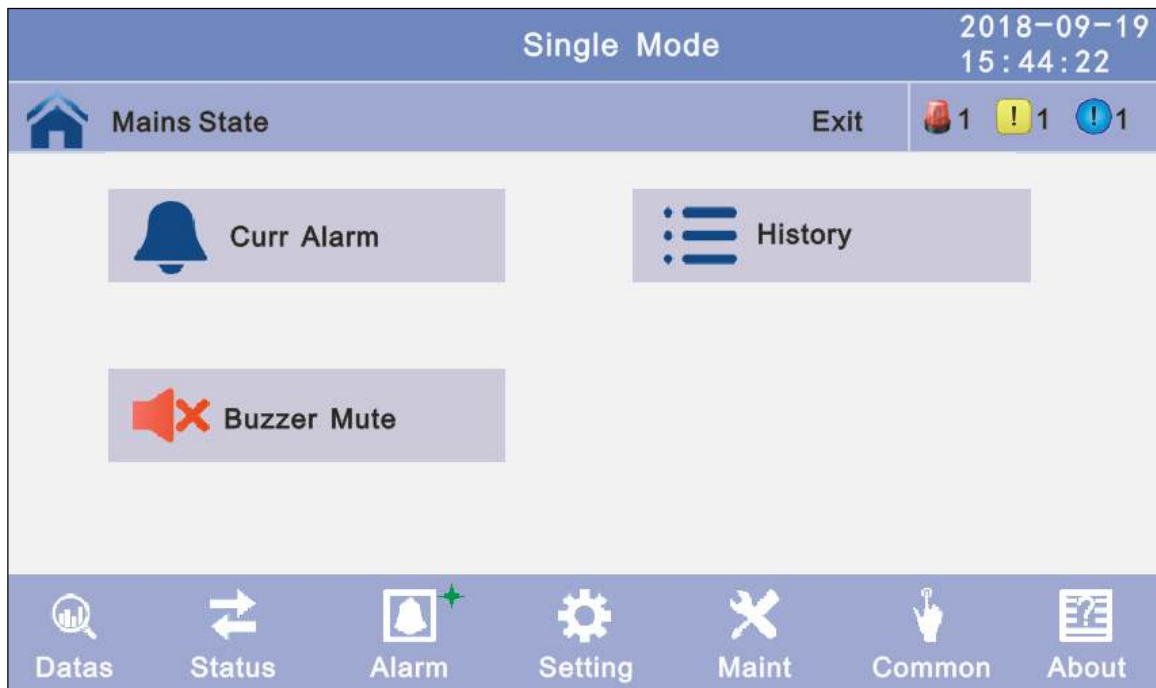 Single Mode
2018-09-19
15:44:22
Mains State
Exit
1
! 1
! 1
Curr Alarm
History
Buzzer Mute
Datas
Status
Alarm
Setting
Maint
Common
? About